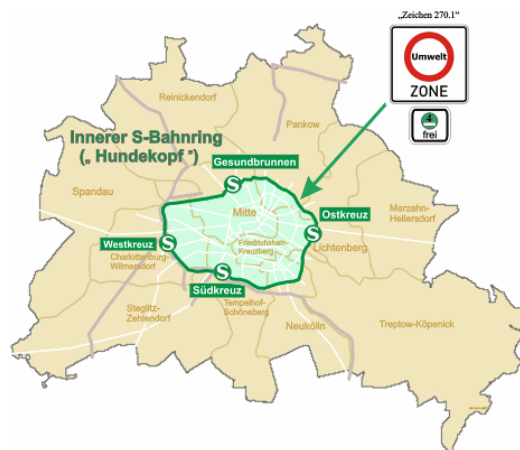 „Zeichen 270.1“
Umwelt
ZONE
frei
Reinickendorf
Pankow
Innerer S-Bahnring
(„ Hundekopf “)
Gesundbrunnen
S
Spandau
Mitte
Ostkreuz
Marzahn-
Hellersdorf
S
Westkreuz
S
Friedrichshain-
Kreuzberg
Lichtenberg
Charlottenburg-
Wilmersdorf
S
Südkreuz
Steglitz-
Zehlendorf
Tempelhof-
Schöneberg
Neukölln
Treptow-Köpenick